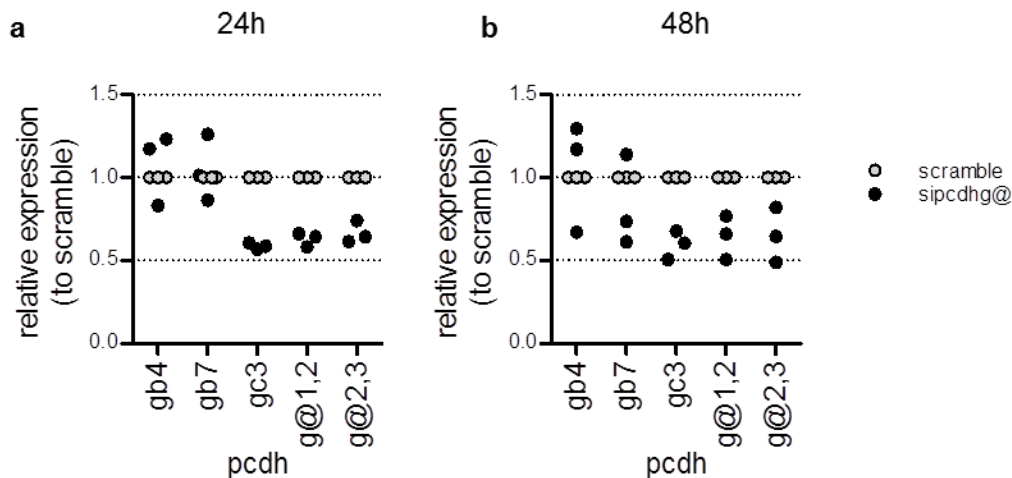 a
24h
relative expression
(to scramble)
1.5
1.0
0.5
0.0
gb4
gb7
gc3
g@1,2
g@2,3
pcdh
b
48h
relative expression
(to scramble)
1.5
1.0
0.5
0.0
gb4
gb7
gc3
g@1,2
g@2,3
pcdh
scramble
sipcdhg@